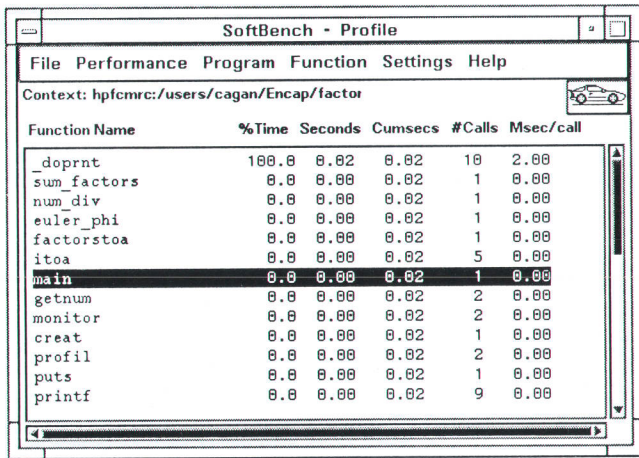 SoftBench - Profile
File Performance Program Function Settings Help
Context: hpfcmrc:/users/cagan/Encap/factor
Function Name %Time Seconds Cumsecs #Calls Msec/call
_doprnt 100.0 0.02 0.02 10 2.00
sum_factors 0.0 0.00 0.02 1 0.00
num_div 0.0 0.00 0.02 1 0.00
euler_phi 0.0 0.00 0.02 1 0.00
factorstoa 0.0 0.00 0.02 1 0.00
itoa 0.0 0.00 0.02 5 0.00
main 0.0 0.00 0.02 1 0.00
getnum 0.0 0.00 0.02 2 0.00
monitor 0.0 0.00 0.02 2 0.00
creat 0.0 0.00 0.02 1 0.00
profil 0.0 0.00 0.02 2 0.00
puts 0.0 0.00 0.02 1 0.00
printf 0.0 0.00 0.02 9 0.00